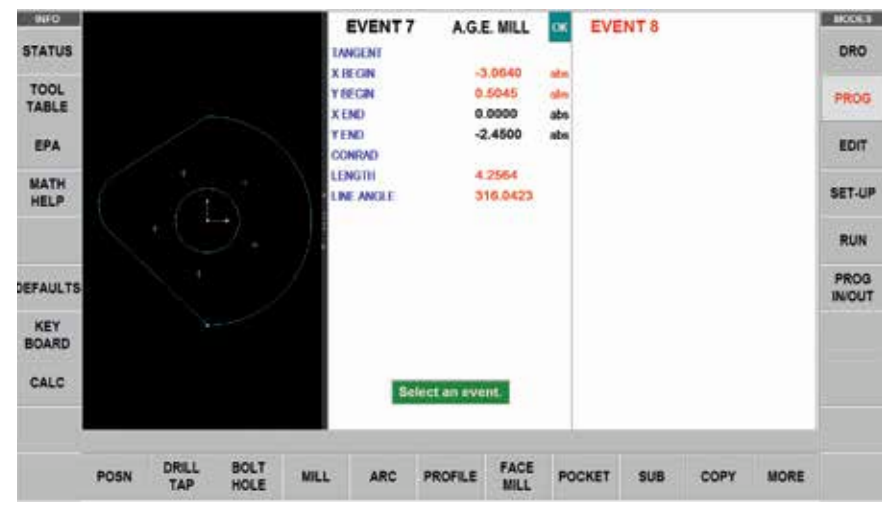 INFO
STATUS
TOOL
TABLE
EPA
MATH
HELP
DEFAULTS
KEY
BOARD
CALC
EVENT 7 A.G.E. MILL OK
TANGENT
X BEGIN -3.0640 abs
Y BEGIN 0.5045 abs
X END 0.0000 abs
Y END -2.4500 abs
CONRAD
LENGTH 4.2564
LINE ANGLE 316.0423
Select an event.
EVENT 8
MODES
DRO
PROG
EDIT
SET-UP
RUN
PROG
IN/OUT
POSN DRILL TAP BOLT HOLE MILL ARC PROFILE FACE MILL POCKET SUB COPY MORE